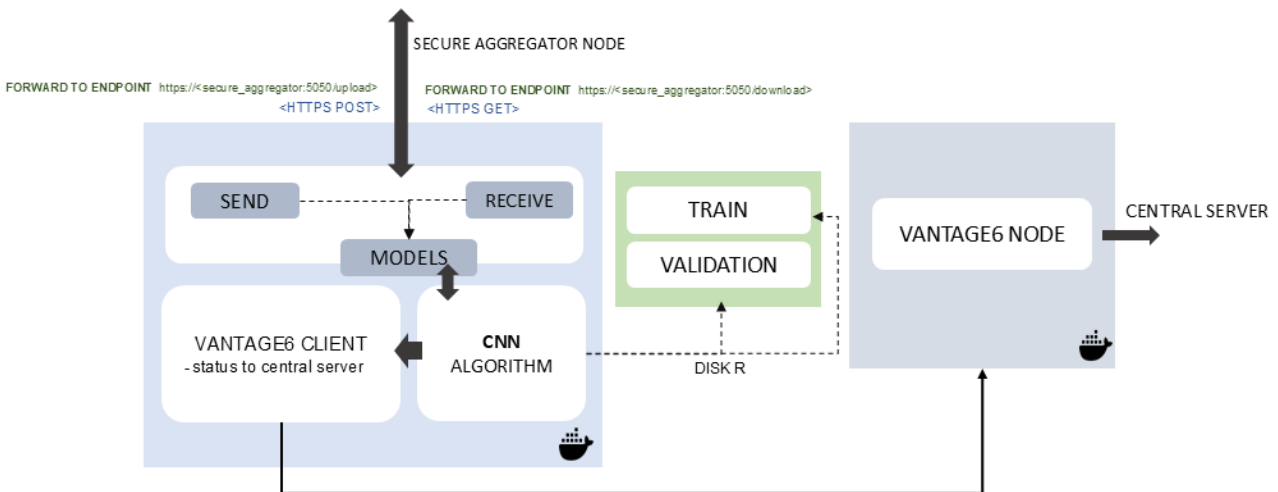 SECURE AGGREGATOR NODE
FORWARD TO ENDPOINT https://<secure_aggregator:5050/upload>
<HTTPS POST>
FORWARD TO ENDPOINT https://<secure_aggregator:5050/download>
<HTTPS GET>
SEND
RECEIVE
MODELS
VANTAGE6 CLIENT
- status to central server
CNN
ALGORITHM
TRAIN
VALIDATION
DISK R
VANTAGE6 NODE
CENTRAL SERVER